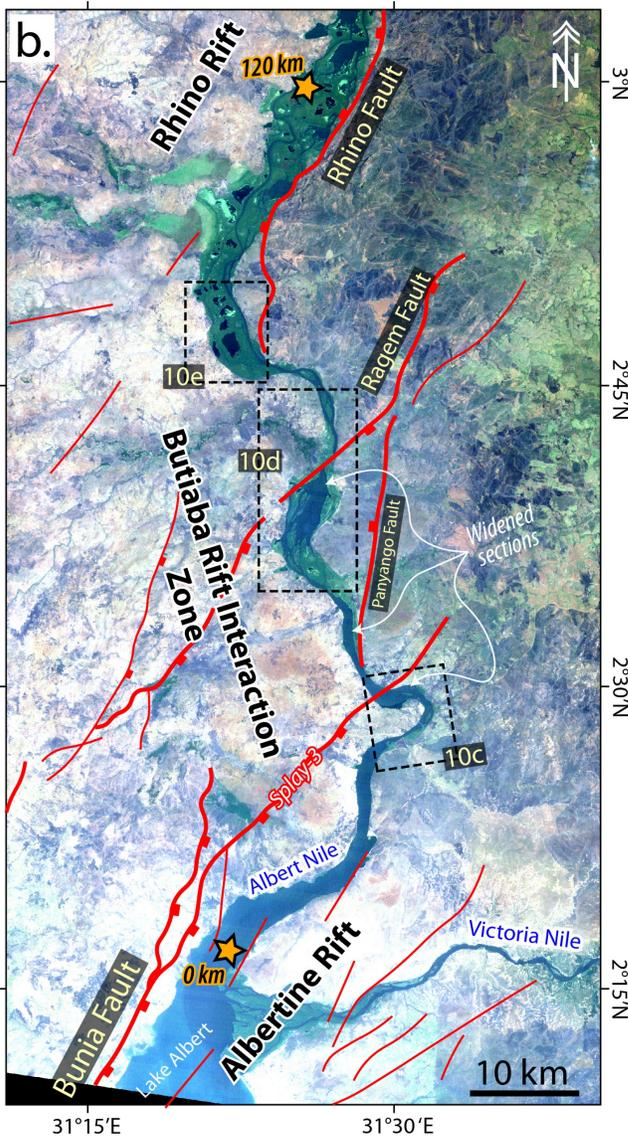 b.
N
Rhino Rift
120 km
Rhino Fault
3°N
Ragem Fault
10e
2°45´N
10d
Butiaba Rift Interaction
Zone
Panyango Fault
Widened
sections
2°30´N
10c
Splay-3
Albert Nile
Victoria Nile
0 km
Albertine Rift
Bunia Fault
Lake Albert
2°15´N
10 km
31°15´E
31°30´E